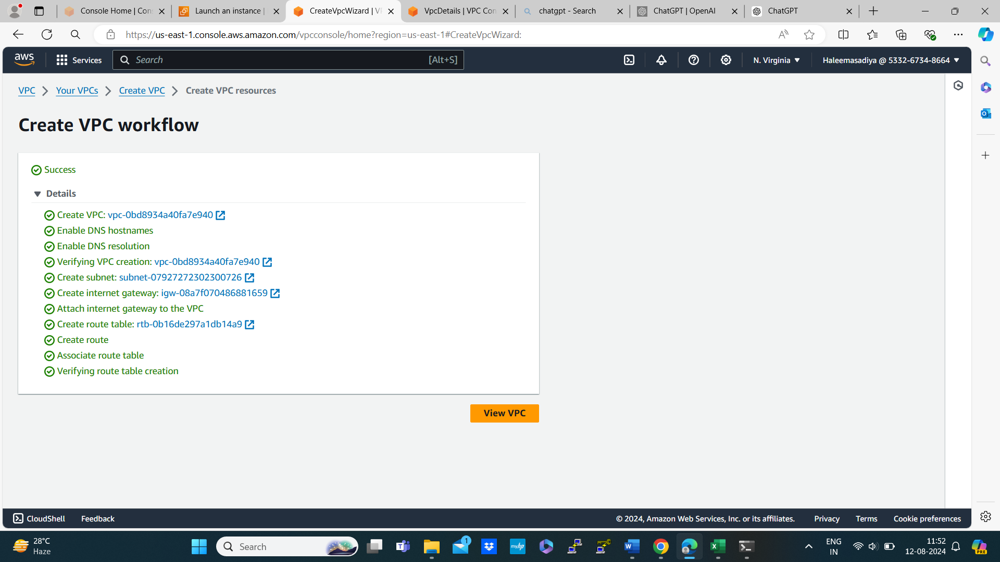 Console Home | Con
Launch an instance |
CreateVpcWizard | VP
VpcDetails | VPC Con
chatgpt - Search
ChatGPT | OpenAI
ChatGPT
https://us-east-1.console.aws.amazon.com/vpcconsole/home?region=us-east-1#CreateVpcWizard:
aws
Services
Search
[Alt+S]
N. Virginia
Haleemasadiya @ 5332-6734-8664
VPC
Your VPCs
Create VPC
Create VPC resources
Create VPC workflow
Success
Details
Create VPC: vpc-0bd8934a40fa7e940
Enable DNS hostnames
Enable DNS resolution
Verifying VPC creation: vpc-0bd8934a40fa7e940
Create subnet: subnet-07927272302300726
Create internet gateway: igw-08a7f070486881659
Attach internet gateway to the VPC
Create route table: rtb-0b16de297a1db14a9
Create route
Associate route table
Verifying route table creation
View VPC
CloudShell
Feedback
© 2024, Amazon Web Services, Inc. or its affiliates.
Privacy
Terms
Cookie preferences
28°C
Haze
Search
1
myhp
ENG
IN
11:52
12-08-2024
PRE